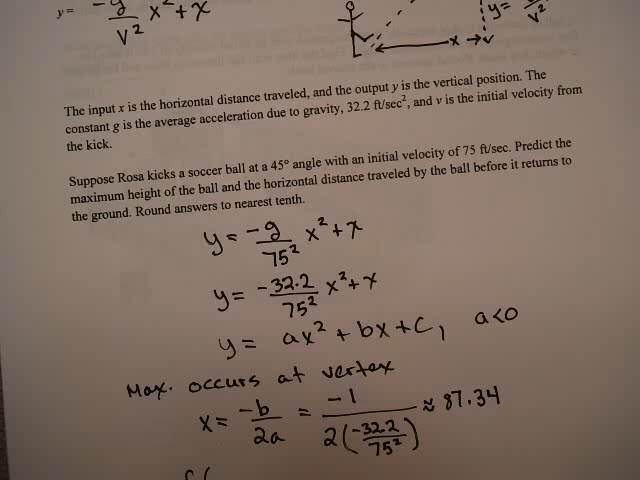 y = -g/v² x² + x
x → v
y =
v²
The input x is the horizontal distance traveled, and the output y is the vertical position. The
constant g is the average acceleration due to gravity, 32.2 ft/sec², and v is the initial velocity from
the kick.
Suppose Rosa kicks a soccer ball at a 45° angle with an initial velocity of 75 ft/sec. Predict the
maximum height of the ball and the horizontal distance traveled by the ball before it returns to
the ground. Round answers to nearest tenth.
y = -g/75² x² + x
y = -32.2/75² x² + x
y = ax² + bx + c, a<0
Max. occurs at vertex
x = -b/2a = -1/2(-32.2/75²) ≈ 87.34